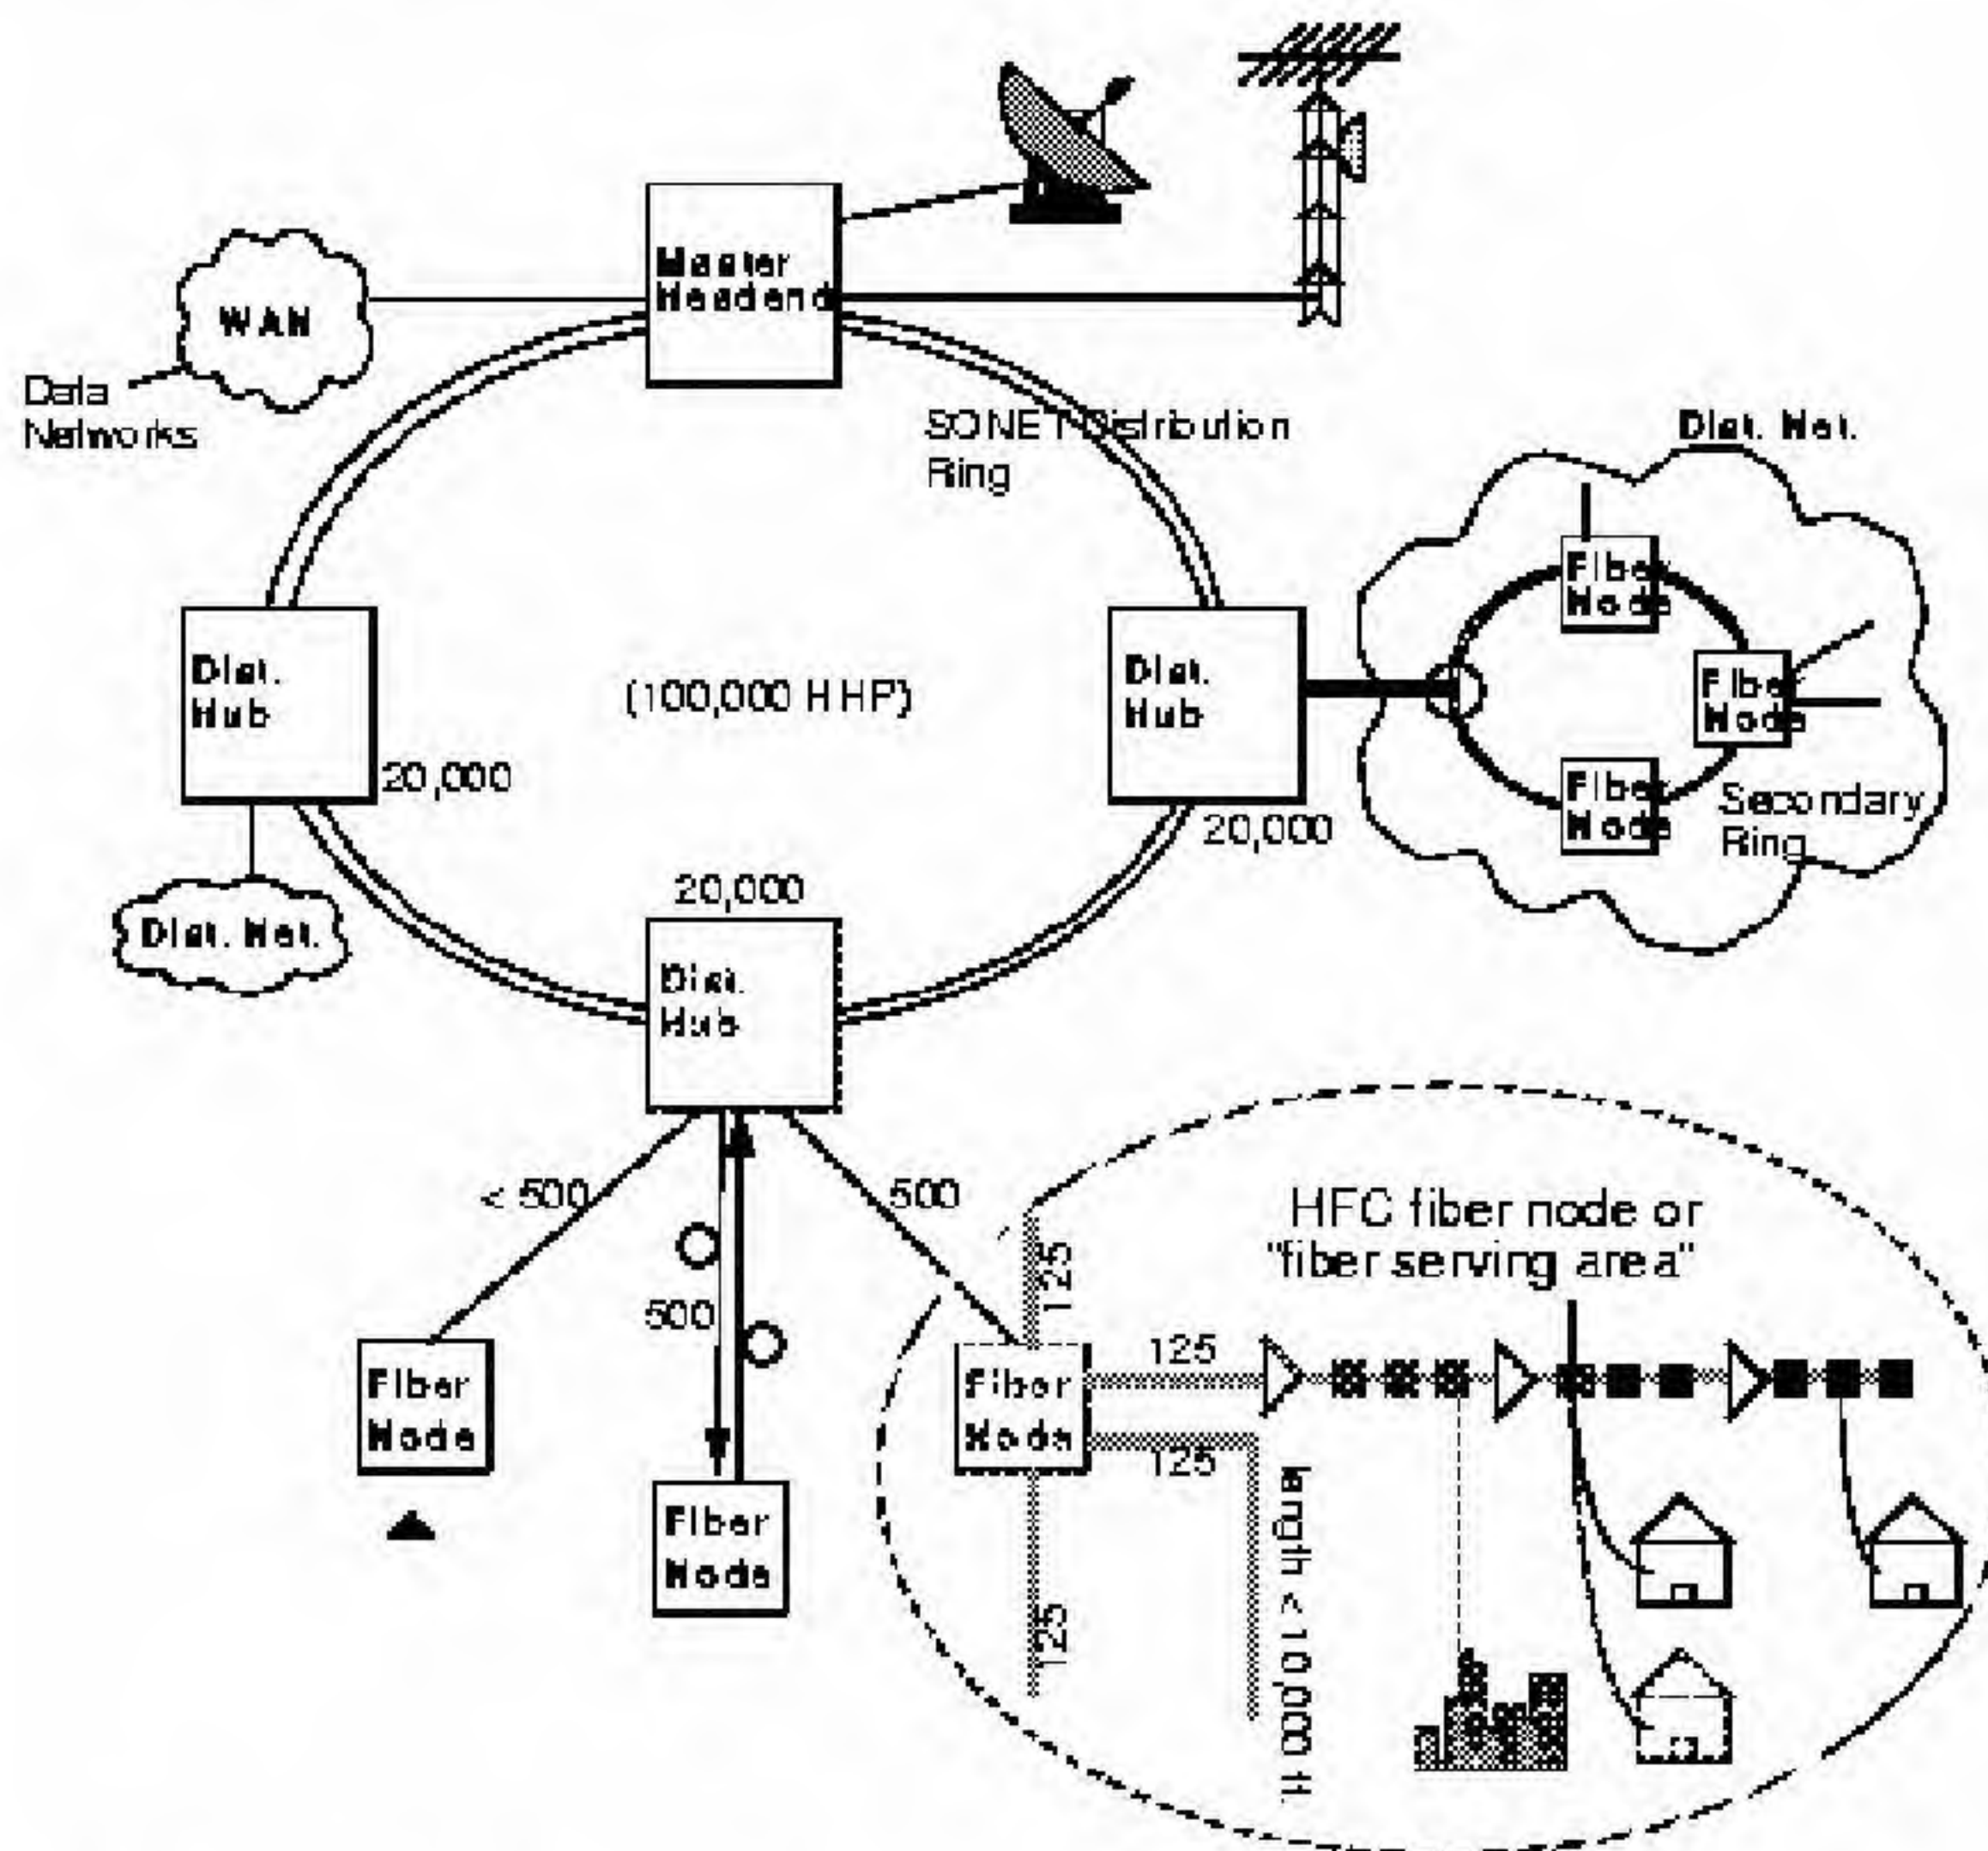 Master
Headend
WAN
Data
Networks
SONET Distribution
Ring
Dist. Net.
Fiber
Node
Dist.
Hub
(100,000 HHP)
Dist.
Hub
Fiber
Node
20,000
Fiber
Node
Secondary
Ring
20,000
20,000
Dist. Net.
Dist.
Hub
< 500
500
HFC fiber node or
"fiber serving area"
125
500
125
Fiber
Node
Fiber
Node
125
length < 10,000 ft.
Fiber
Node
125